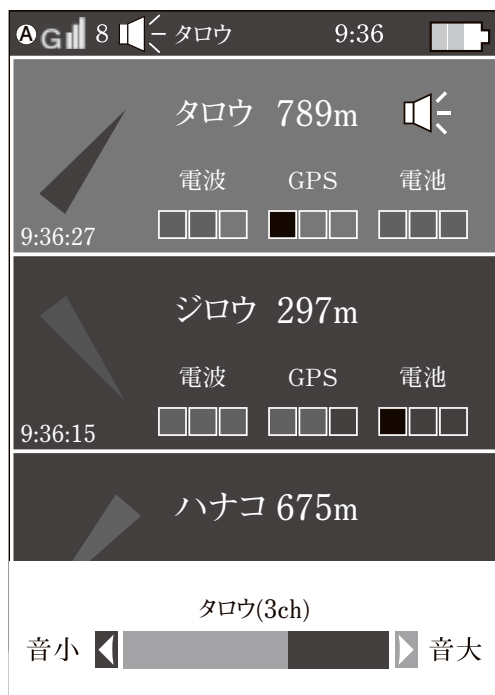 A G 8 タロウ 9:36
タロウ 789m
電波 GPS 電池
9:36:27
ジロウ 297m
電波 GPS 電池
9:36:15
ハナコ 675m
タロウ(3ch)
音小 音大